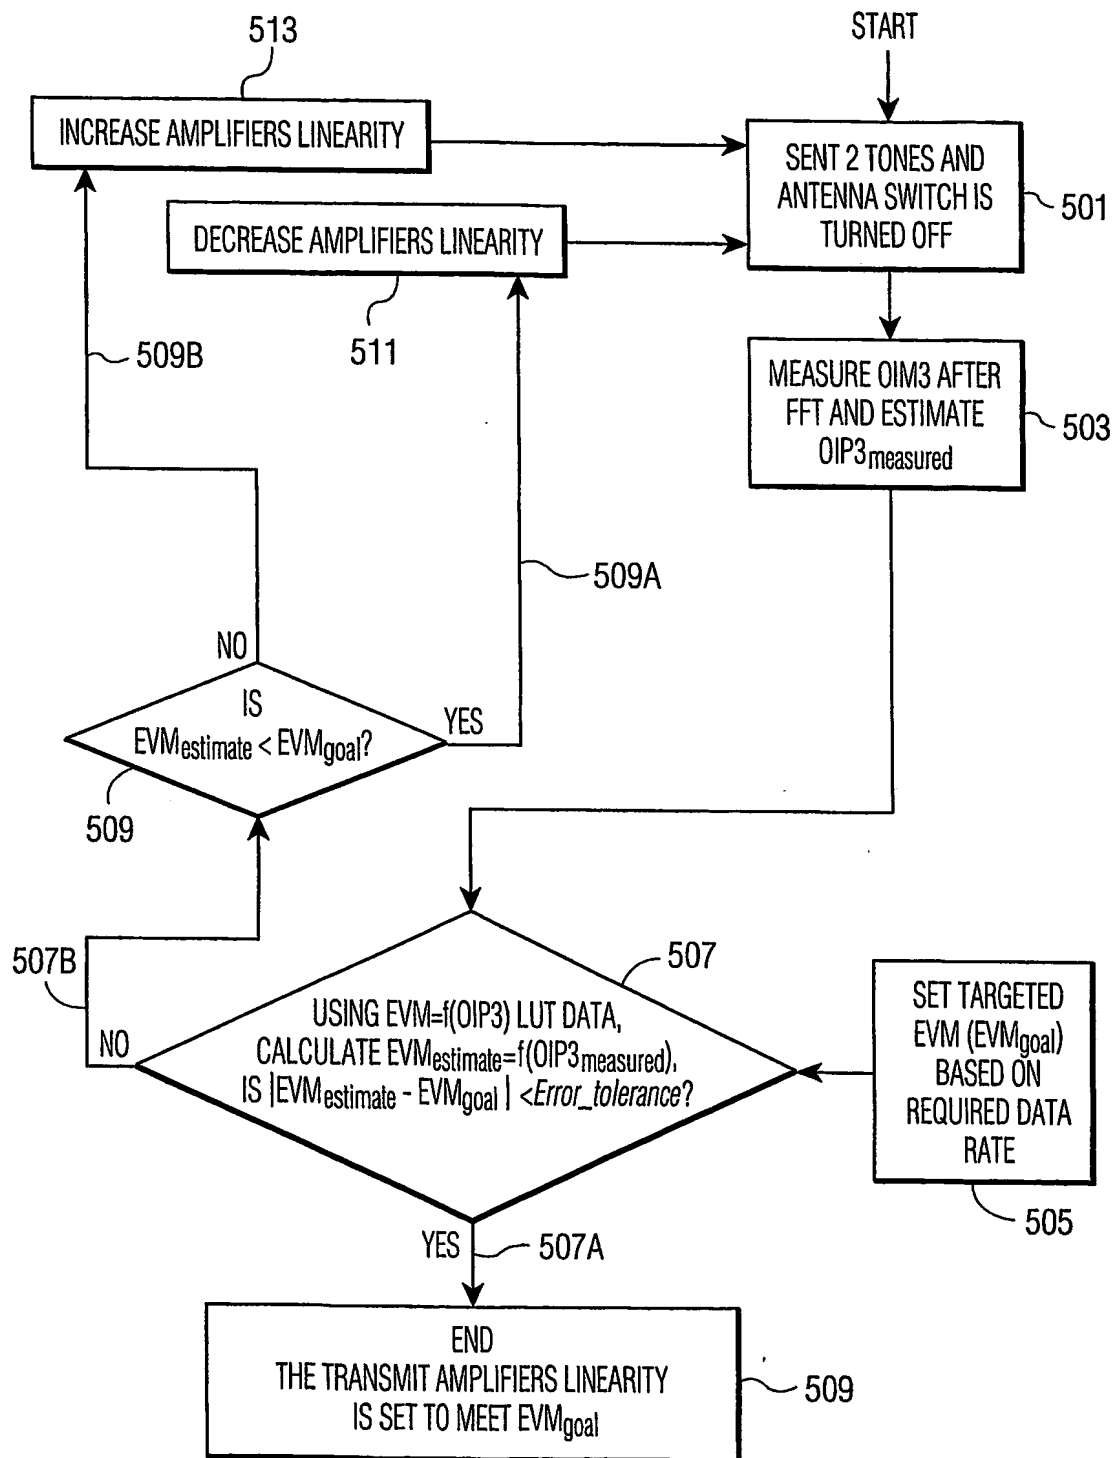 START
513
INCREASE AMPLIFIERS LINEARITY
SENT 2 TONES AND
ANTENNA SWITCH IS
TURNED OFF
501
DECREASE AMPLIFIERS LINEARITY
511
509B
MEASURE OIM3 AFTER
FFT AND ESTIMATE
OIP3measured
503
509A
NO
IS
EVMestimate < EVMgoal?
YES
509
507B
NO
507
USING EVM=f(OIP3) LUT DATA,
CALCULATE EVMestimate=f(OIP3measured),
IS |EVMestimate - EVMgoal| <Error_tolerance?
SET TARGETED
EVM (EVMgoal)
BASED ON
REQUIRED DATA
RATE
505
YES
507A
END
THE TRANSMIT AMPLIFIERS LINEARITY
IS SET TO MEET EVMgoal
509